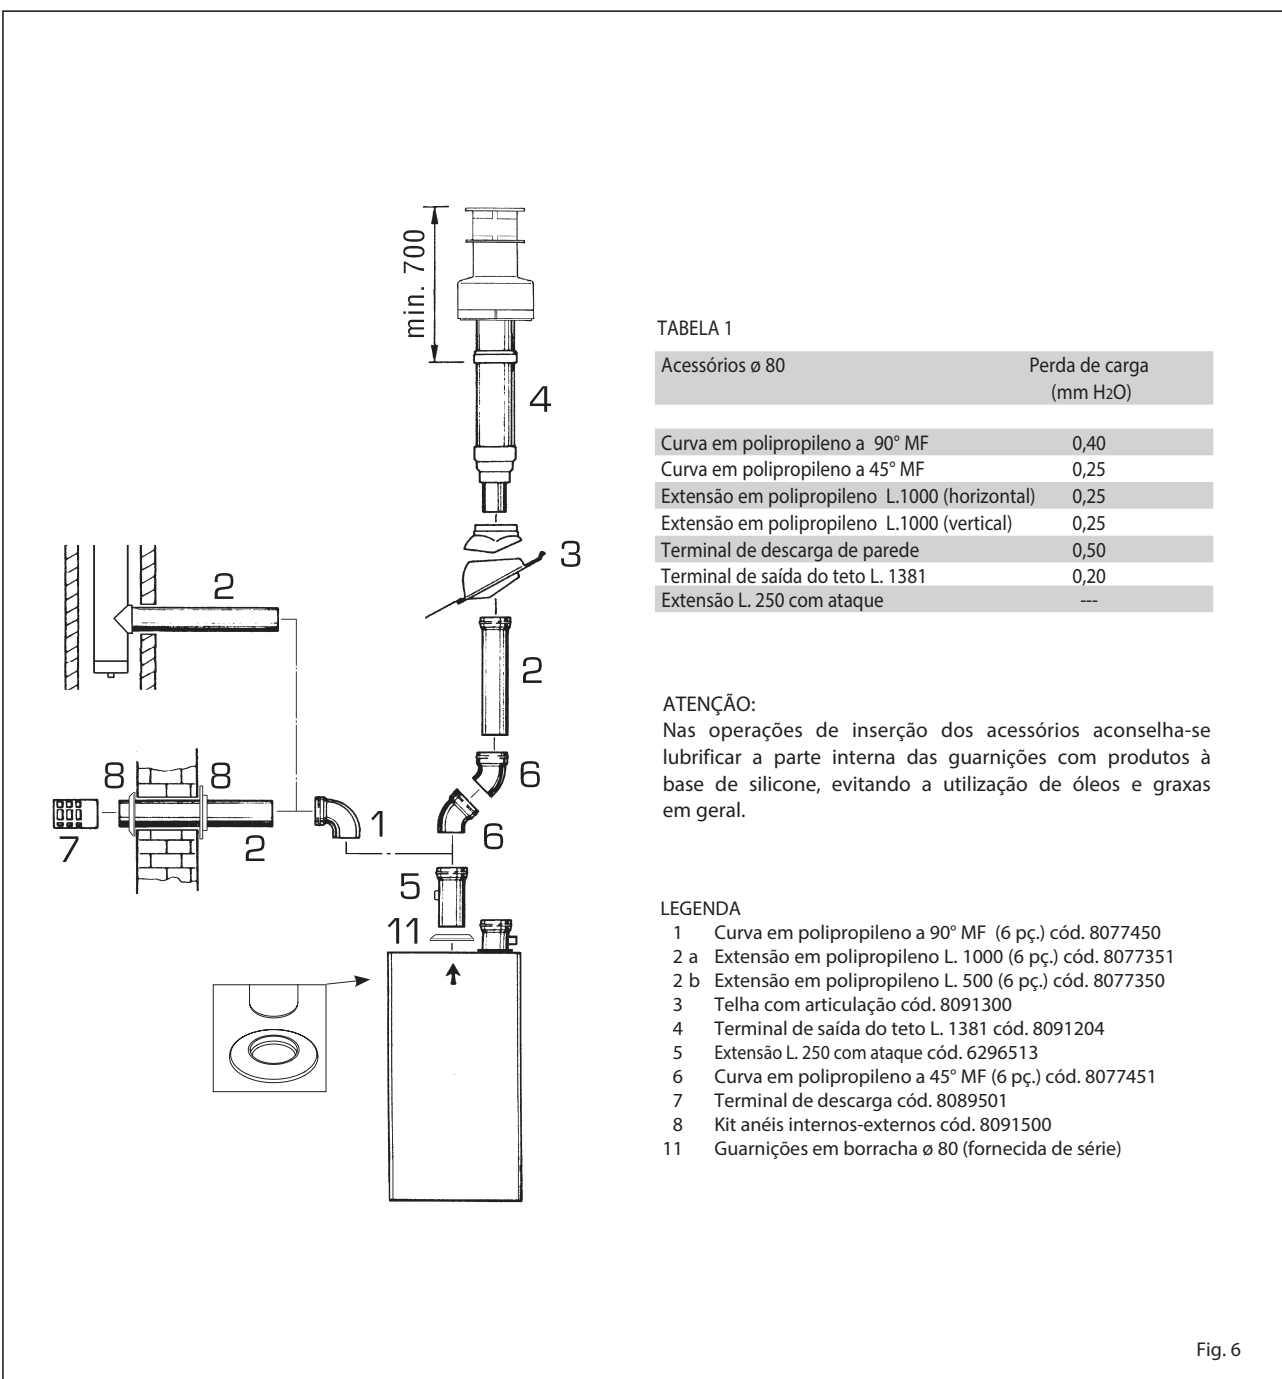 min. 700
4
3
2
2
6
8
8
1
6
7
2
5
11
TABELA 1
Acessórios ø 80 Perda de carga
(mm H2O)
Curva em polipropileno a 90° MF 0,40
Curva em polipropileno a 45° MF 0,25
Extensão em polipropileno L.1000 (horizontal) 0,25
Extensão em polipropileno L.1000 (vertical) 0,25
Terminal de descarga de parede 0,50
Terminal de saída do teto L. 1381 0,20
Extensão L. 250 com ataque ---
ATENÇÃO:
Nas operações de inserção dos acessórios aconselha-se
lubrificar a parte interna das guarnições com produtos à
base de silicone, evitando a utilização de óleos e graxas
em geral.
LEGENDA
1 Curva em polipropileno a 90° MF (6 pç.) cód. 8077450
2 a Extensão em polipropileno L. 1000 (6 pç.) cód. 8077351
2 b Extensão em polipropileno L. 500 (6 pç.) cód. 8077350
3 Telha com articulação cód. 8091300
4 Terminal de saída do teto L. 1381 cód. 8091204
5 Extensão L. 250 com ataque cód. 6296513
6 Curva em polipropileno a 45° MF (6 pç.) cód. 8077451
7 Terminal de descarga cód. 8089501
8 Kit anéis internos-externos cód. 8091500
11 Guarnições em borracha ø 80 (fornecida de série)
Fig. 6